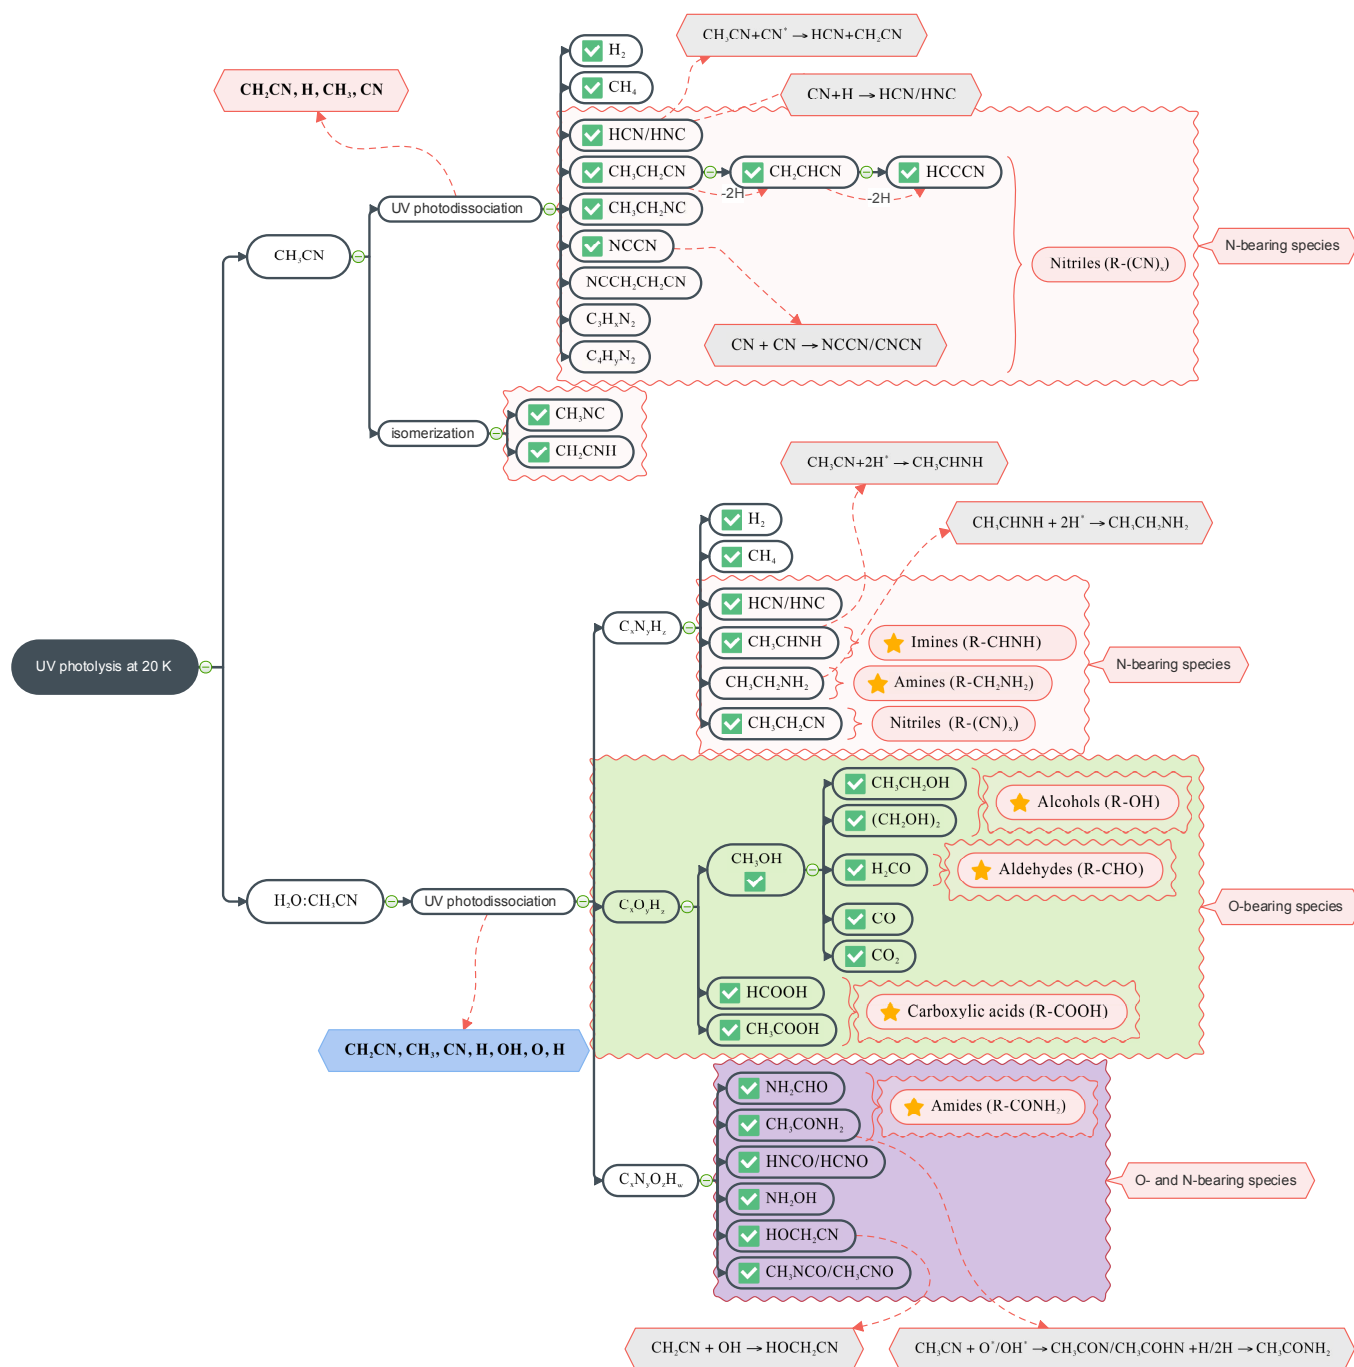 CH₃CN+CN* → HCN+CH₂CN
H₂
CH₂CN, H, CH₃, CN
CH₄
CN+H → HCN/HNC
HCN/HNC
CH₃CH₂CN
CH₂CHCN
HCCCN
-2H
-2H
UV photodissociation
CH₃CH₂NC
NCCN
N-bearing species
CH₃CN
Nitriles (R-(CN)ₓ)
NCCH₂CH₂CN
C₃HₓN₂
CN + CN → NCCN/CNCN
C₄HᵧN₂
CH₃NC
isomerization
CH₂CNH
CH₃CN+2H* → CH₃CHNH
H₂
CH₃CHNH + 2H* → CH₃CH₂NH₂
CH₄
HCN/HNC
CₓNᵧH_z
CH₃CHNH
Imines (R-CHNH)
UV photolysis at 20 K
N-bearing species
CH₃CH₂NH₂
Amines (R-CH₂NH₂)
CH₃CH₂CN
Nitriles (R-(CN)ₓ)
CH₃CH₂OH
Alcohols (R-OH)
(CH₂OH)₂
CH₃OH
H₂CO
Aldehydes (R-CHO)
H₂O:CH₃CN
UV photodissociation
CₓOᵧH_z
O-bearing species
CO
CO₂
HCOOH
Carboxylic acids (R-COOH)
CH₃COOH
CH₂CN, CH₃, CN, H, OH, O, H
NH₂CHO
Amides (R-CONH₂)
CH₃CONH₂
HNCO/HCNO
CₓNᵧO_zH_w
O- and N-bearing species
NH₂OH
HOCH₂CN
CH₃NCO/CH₃CNO
CH₂CN + OH → HOCH₂CN
CH₃CN + O*/OH* → CH₃CON/CH₃COHN +H/2H → CH₃CONH₂